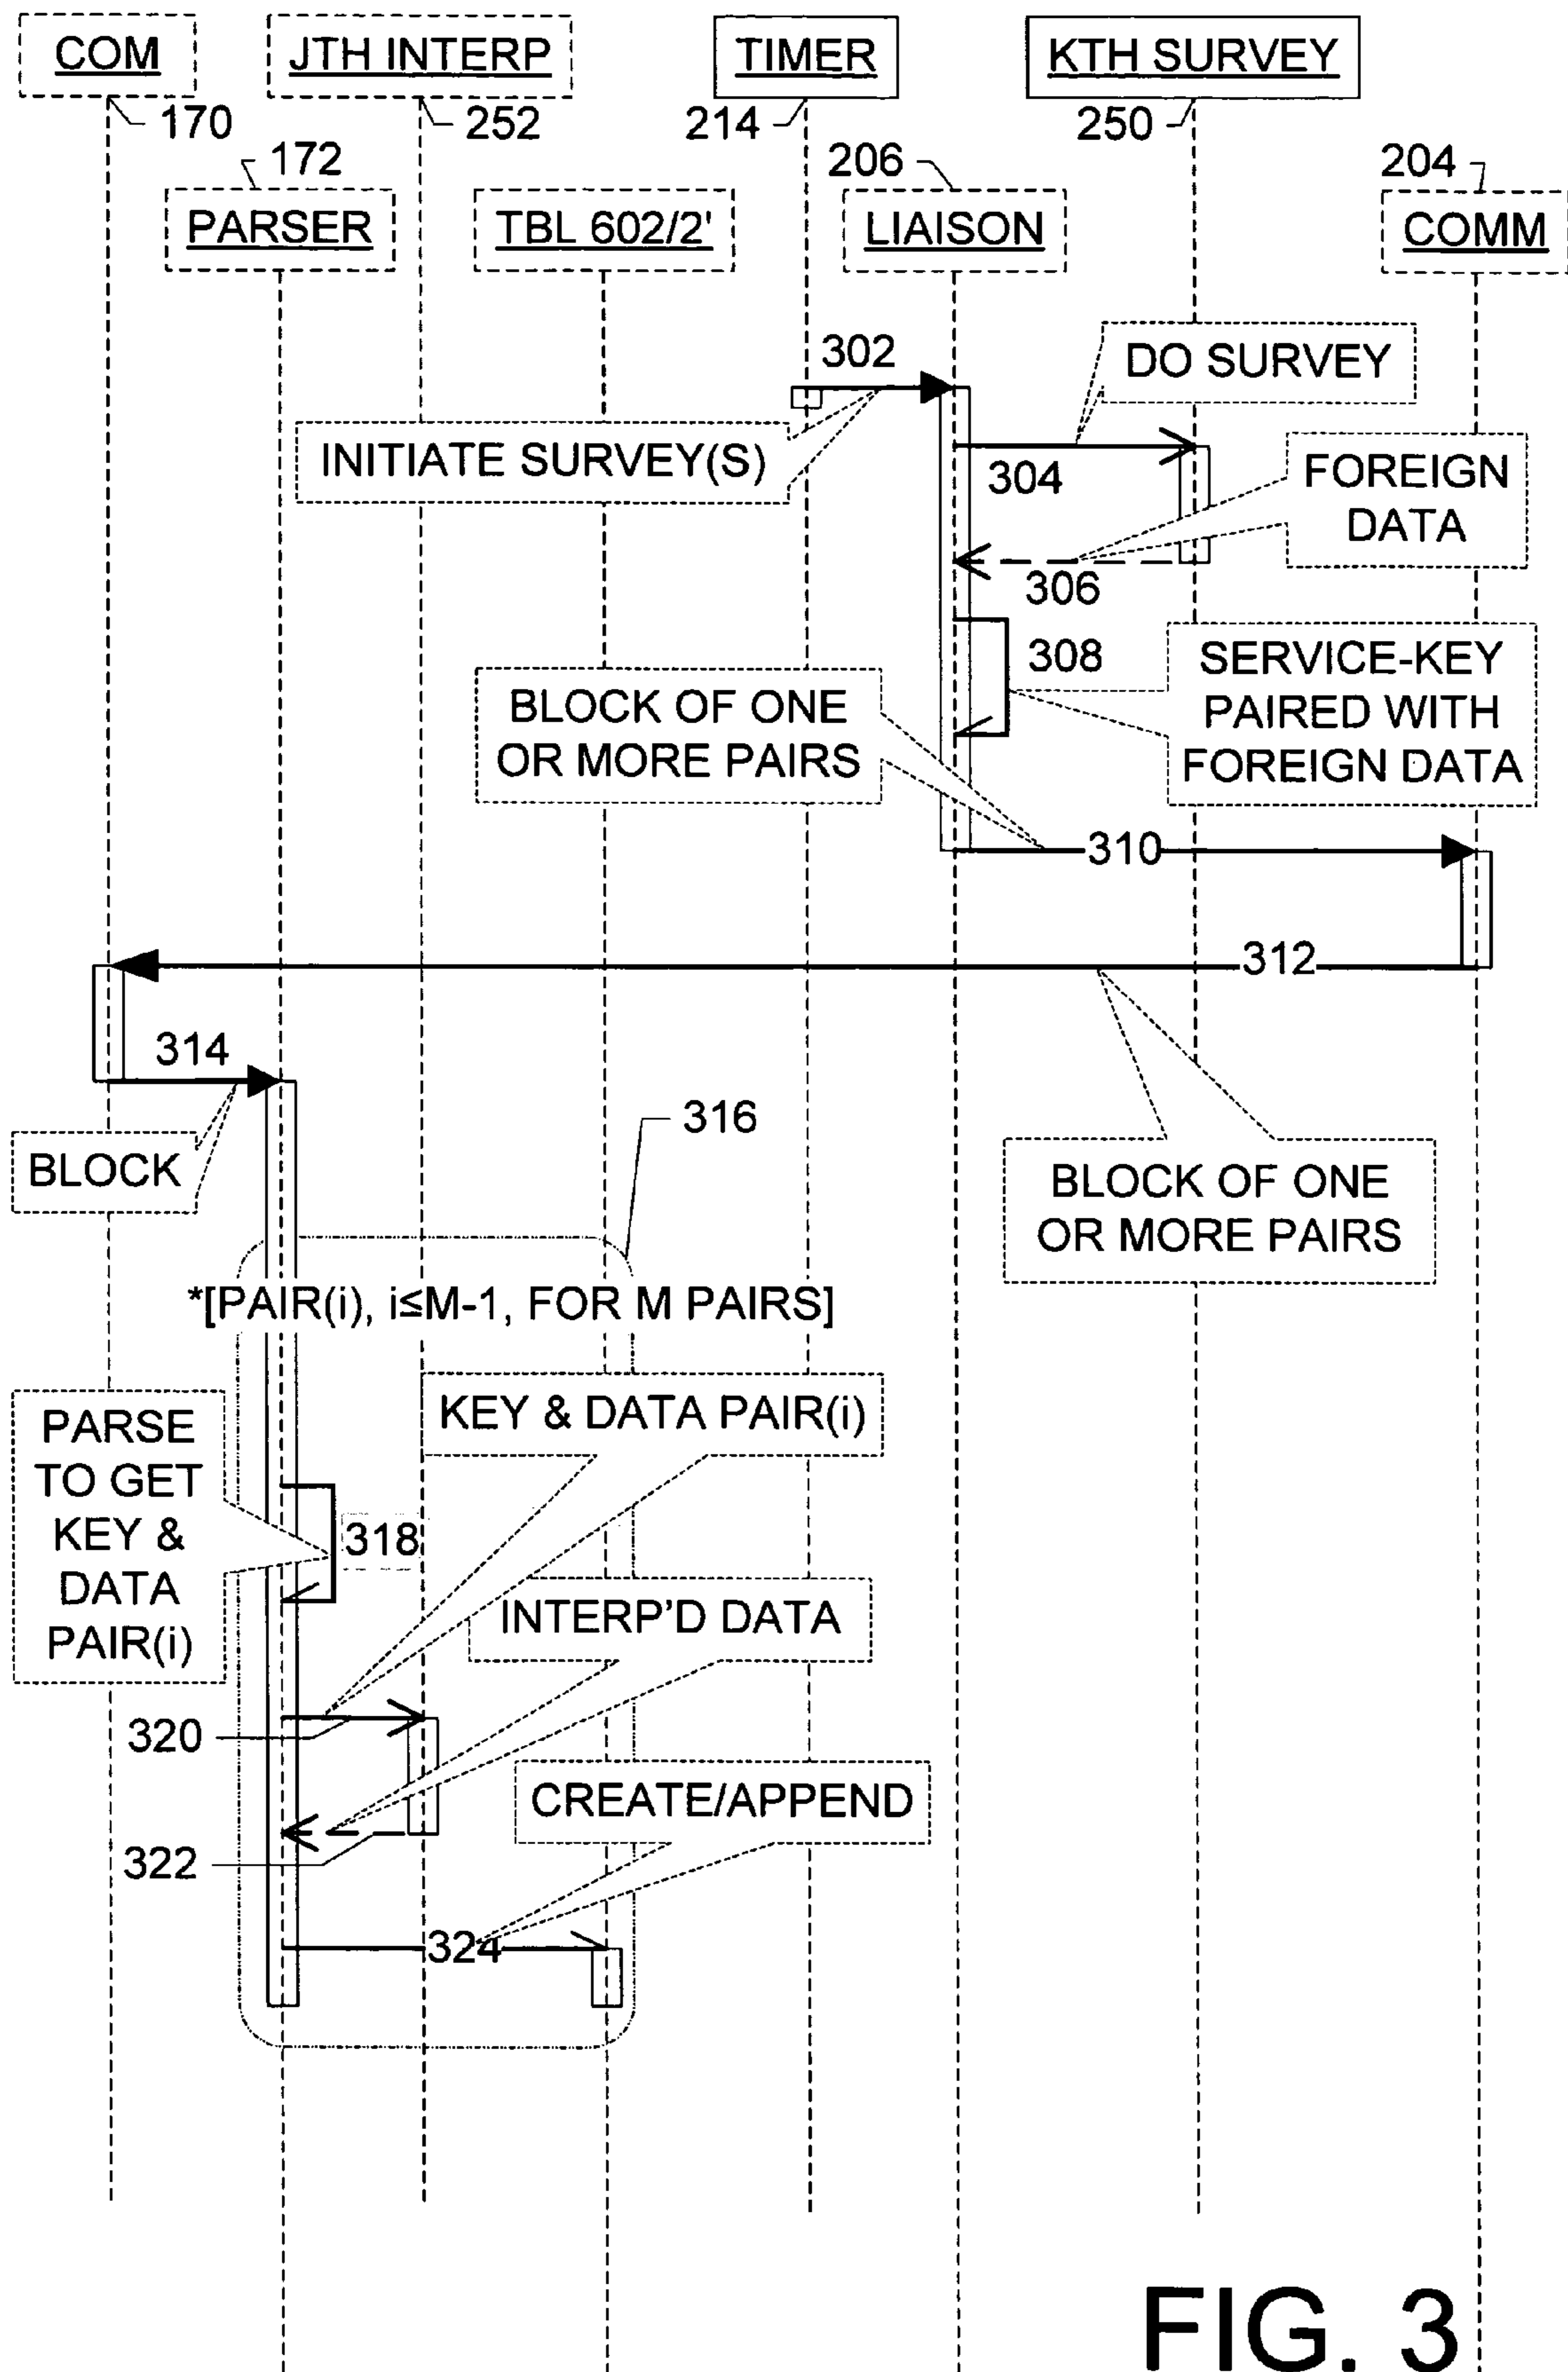 COM
JTH INTERP
TIMER
KTH SURVEY
170
252
214
250
172
206
204
PARSER
TBL 602/2'
LIAISON
COMM
302
DO SURVEY
INITIATE SURVEY(S)
304
FOREIGN
DATA
306
308
SERVICE-KEY
PAIRED WITH
FOREIGN DATA
BLOCK OF ONE
OR MORE PAIRS
310
312
314
BLOCK
316
BLOCK OF ONE
OR MORE PAIRS
*[PAIR(i), i≤M-1, FOR M PAIRS]
KEY & DATA PAIR(i)
PARSE
TO GET
KEY &
DATA
PAIR(i)
318
INTERP'D DATA
320
CREATE/APPEND
322
324
FIG. 3